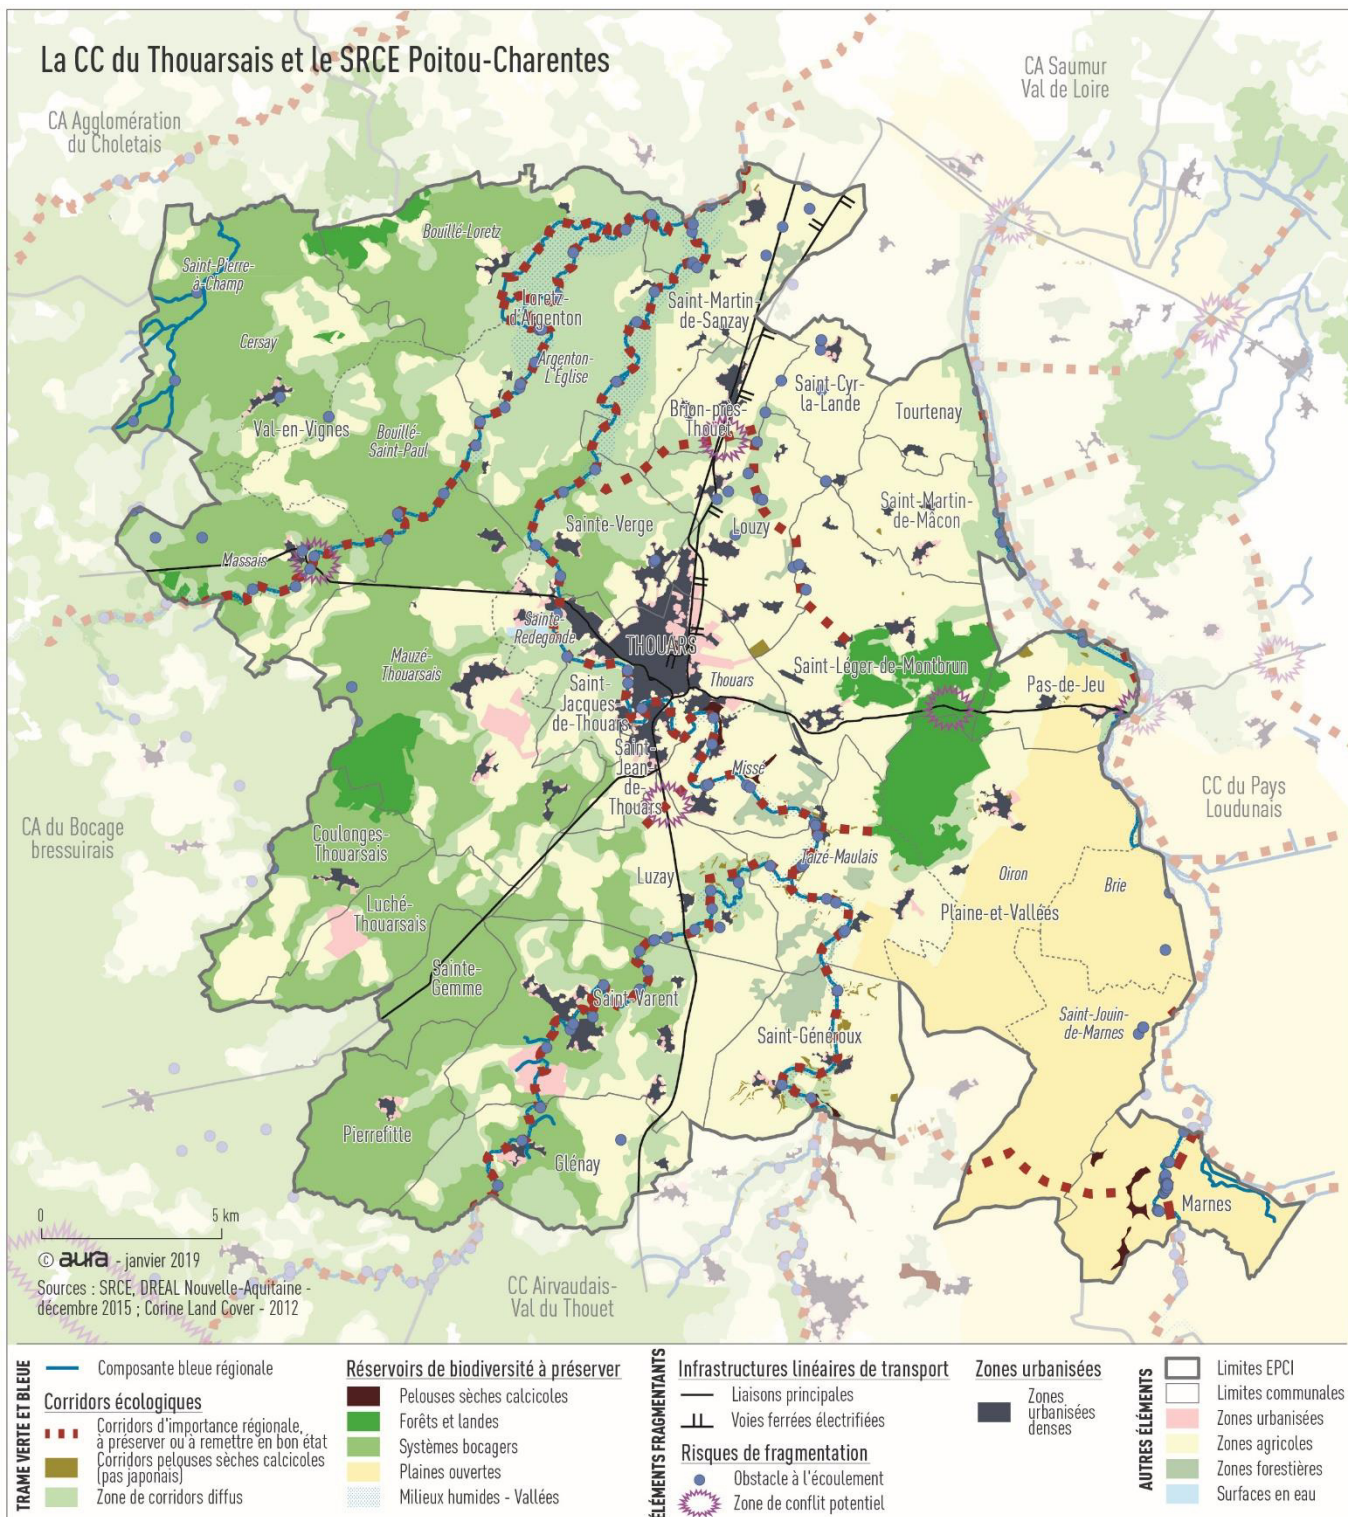 La CC du Thouarsais et le SRCE Poitou-Charentes
CA Saumur
Val de Loire
CA Agglomération
du Choletais
Bouillé-Loretz
Saint-Pierre-
à-Champ
Loretz-
d'Argenton
Saint-Martin-
de-Sanzay
Cersay
Argenton-
L'Église
Saint-Cyr-
la-Lande
Brion-près-
Thouet
Tourtenay
Val-en-Vignes
Bouillé-
Saint-Paul
Saint-Martin-
de-Mâcon
Sainte-Verge
Louzy
Massais
Sainte-
Redegonde
THOUARS
Mauzé-
Thouarsais
Saint-Léger-de-Montbrun
Thouars
Pas-de-Jeu
Saint-
Jacques-
de-Thouars
Saint-
Jean-
de-
Thouars
Missé
CC du Pays
Loudunais
CA du Bocage
bressuirais
Coulonges-
Thouarsais
Taizé-Maulais
Luzay
Oiron
Brie
Luché-
Thouarsais
Plaine-et-Valléés
Sainte-
Gemme
Saint-Varent
Saint-Jouin-
de-Marnes
Saint-Généroux
Pierrefitte
Glénay
Marnes
0 5 km
© aura - janvier 2019
Sources : SRCE, DREAL Nouvelle-Aquitaine -
décembre 2015 ; Corine Land Cover - 2012
CC Airvaudais-
Val du Thouet
TRAME VERTE ET BLEUE
Composante bleue régionale
Corridors écologiques
Corridors d'importance régionale,
à préserver ou à remettre en bon état
Corridors pelouses sèches calcicoles
(pas japonais)
Zone de corridors diffus
Réservoirs de biodiversité à préserver
Pelouses sèches calcicoles
Forêts et landes
Systèmes bocagers
Plaines ouvertes
Milieux humides - Vallées
ÉLÉMENTS FRAGMENTANTS
Infrastructures linéaires de transport
Liaisons principales
Voies ferrées électrifiées
Risques de fragmentation
Obstacle à l'écoulement
Zone de conflit potentiel
Zones urbanisées
Zones
urbanisées
denses
AUTRES ÉLÉMENTS
Limites EPCI
Limites communales
Zones urbanisées
Zones agricoles
Zones forestières
Surfaces en eau